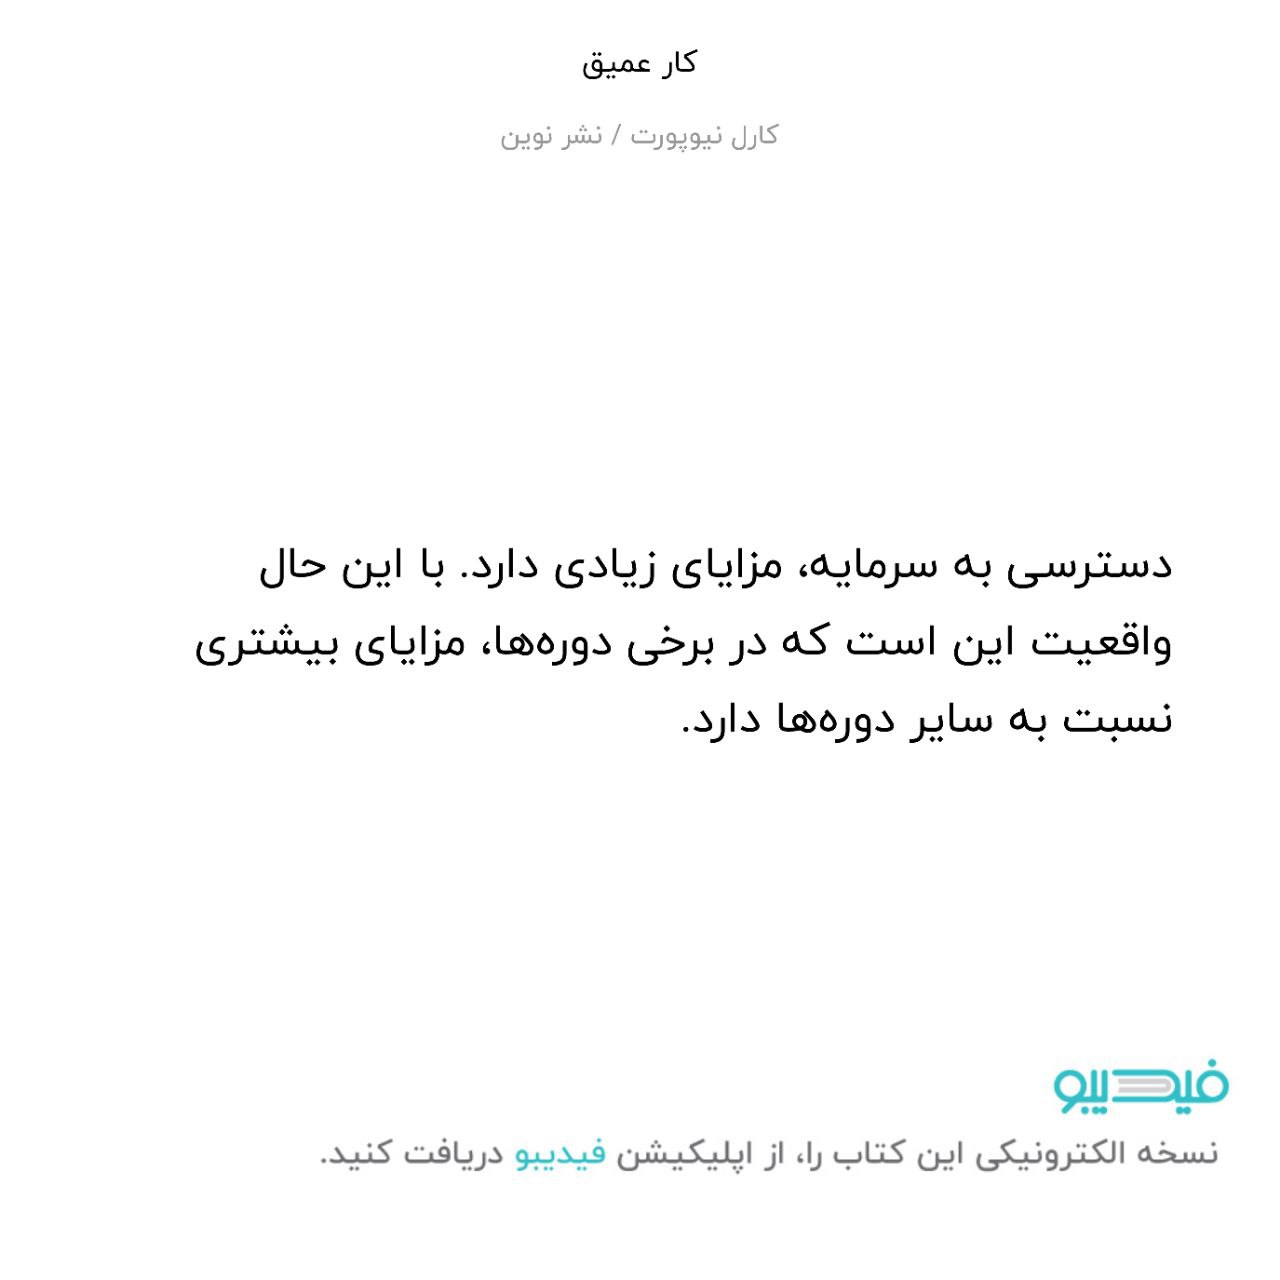 کار عمیق
کارل نیوپورت / نشر نوین
دسترسی به سرمایه، مزایای زیادی دارد. با این حال
واقعیت این است که در برخی دوره‌ها، مزایای بیشتری
نسبت به سایر دوره‌ها دارد.
فیدیبو
نسخه الکترونیکی این کتاب را، از اپلیکیشن فیدیبو دریافت کنید.